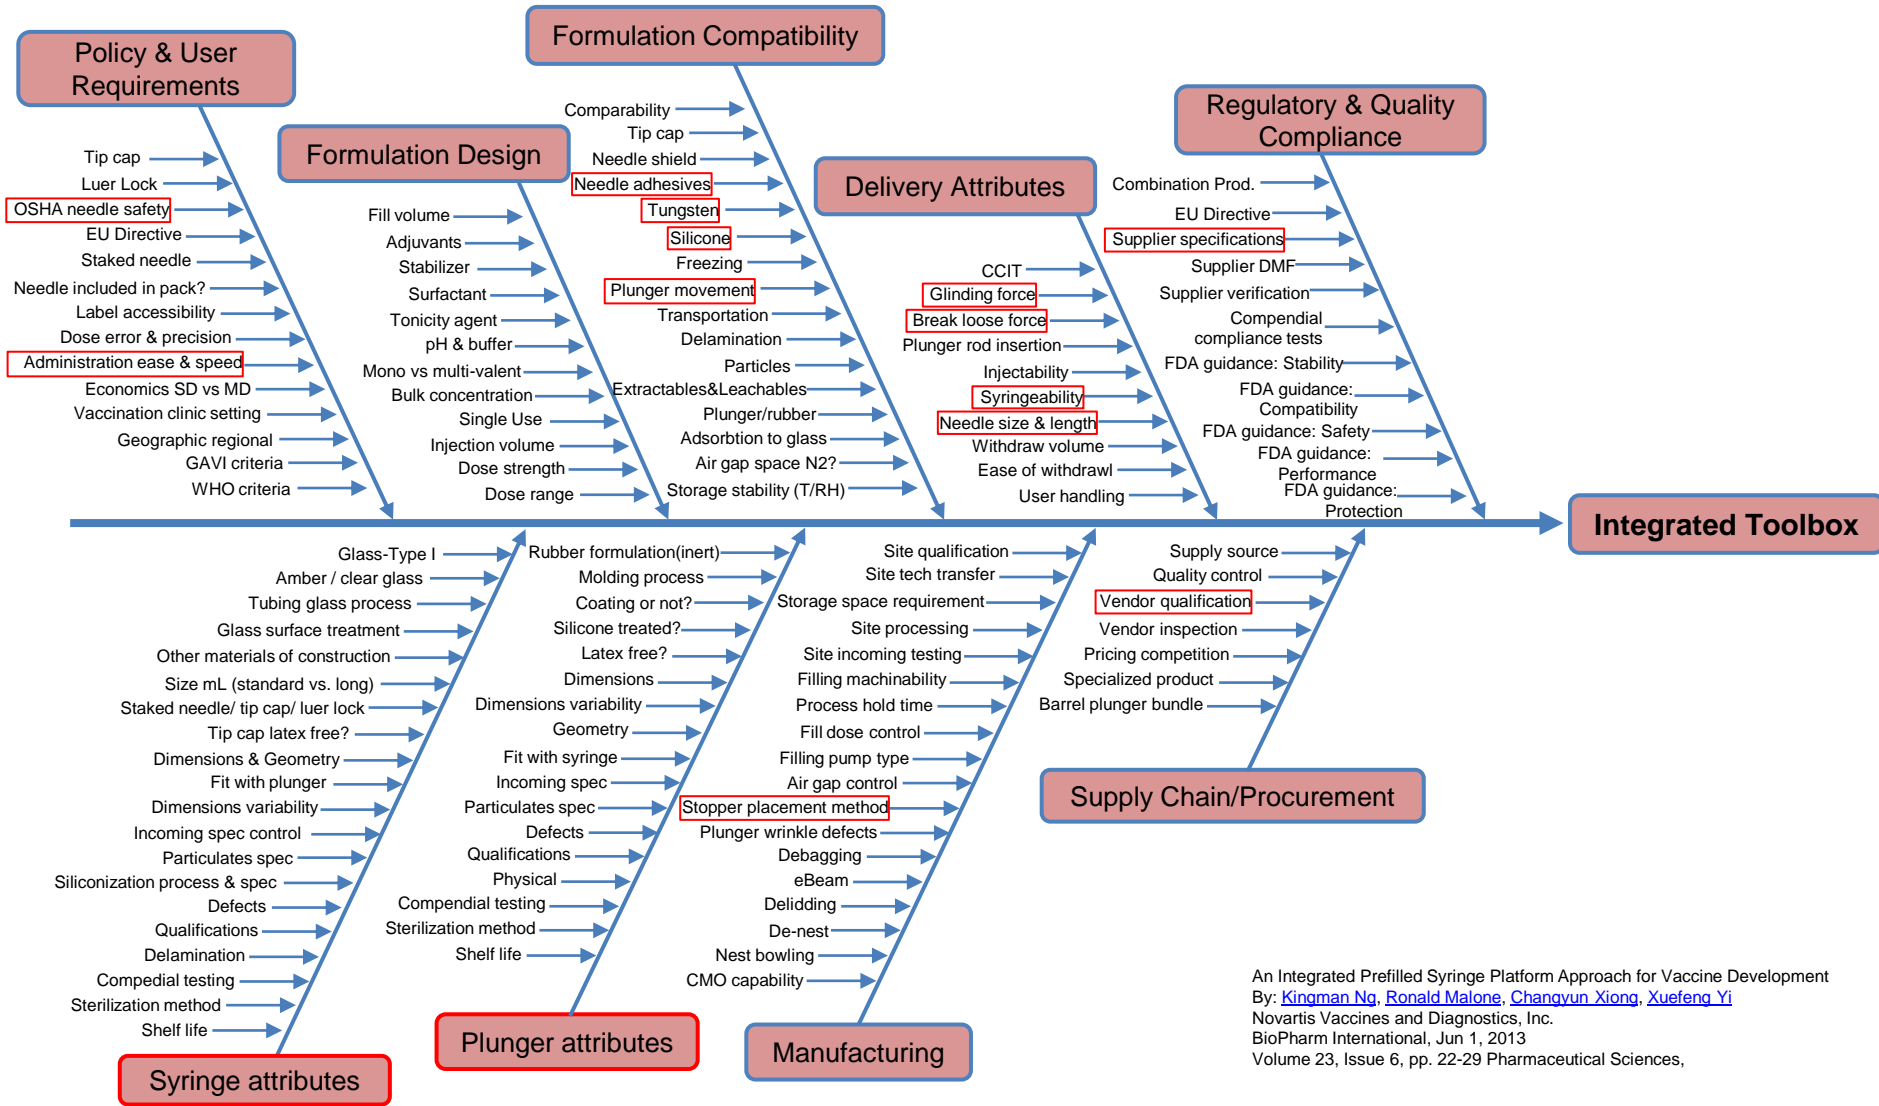 Policy & User
Requirements
Tip cap
Luer Lock
OSHA needle safety
EU Directive
Staked needle
Needle included in pack?
Label accessibility
Dose error & precision
Administration ease & speed
Economics SD vs MD
Vaccination clinic setting
Geographic regional
GAVI criteria
WHO criteria
Formulation Design
Fill volume
Adjuvants
Stabilizer
Surfactant
Tonicity agent
pH & buffer
Mono vs multi-valent
Bulk concentration
Single Use
Injection volume
Dose strength
Dose range
Formulation Compatibility
Comparability
Tip cap
Needle shield
Needle adhesives
Tungsten
Silicone
Freezing
Plunger movement
Transportation
Delamination
Particles
Extractables&Leachables
Plunger/rubber
Adsorbtion to glass
Air gap space N2?
Storage stability (T/RH)
Delivery Attributes
CCIT
Glinding force
Break loose force
Plunger rod insertion
Injectability
Syringeability
Needle size & length
Withdraw volume
Ease of withdrawl
User handling
Regulatory & Quality
Compliance
Combination Prod.
EU Directive
Supplier specifications
Supplier DMF
Supplier verification
Compendial
compliance tests
FDA guidance: Stability
FDA guidance:
Compatibility
FDA guidance: Safety
FDA guidance:
Performance
FDA guidance:
Protection
Integrated Toolbox
Glass-Type I
Amber / clear glass
Tubing glass process
Glass surface treatment
Other materials of construction
Size mL (standard vs. long)
Staked needle/ tip cap/ luer lock
Tip cap latex free?
Dimensions & Geometry
Fit with plunger
Dimensions variability
Incoming spec control
Particulates spec
Siliconization process & spec
Defects
Qualifications
Delamination
Compedial testing
Sterilization method
Shelf life
Syringe attributes
Rubber formulation(inert)
Molding process
Coating or not?
Silicone treated?
Latex free?
Dimensions
Dimensions variability
Geometry
Fit with syringe
Incoming spec
Particulates spec
Defects
Qualifications
Physical
Compendial testing
Sterilization method
Shelf life
Plunger attributes
Site qualification
Site tech transfer
Storage space requirement
Site processing
Site incoming testing
Filling machinability
Process hold time
Fill dose control
Filling pump type
Air gap control
Stopper placement method
Plunger wrinkle defects
Debagging
eBeam
Delidding
De-nest
Nest bowling
CMO capability
Manufacturing
Supply source
Quality control
Vendor qualification
Vendor inspection
Pricing competition
Specialized product
Barrel plunger bundle
Supply Chain/Procurement
An Integrated Prefilled Syringe Platform Approach for Vaccine Development
By: Kingman Ng, Ronald Malone, Changyun Xiong, Xuefeng Yi
Novartis Vaccines and Diagnostics, Inc.
BioPharm International, Jun 1, 2013
Volume 23, Issue 6, pp. 22-29 Pharmaceutical Sciences,